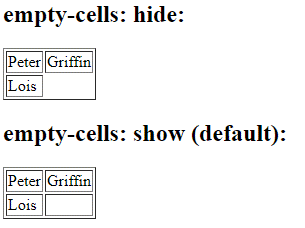 empty-cells: hide:
Peter Griffin
Lois
empty-cells: show (default):
Peter Griffin
Lois